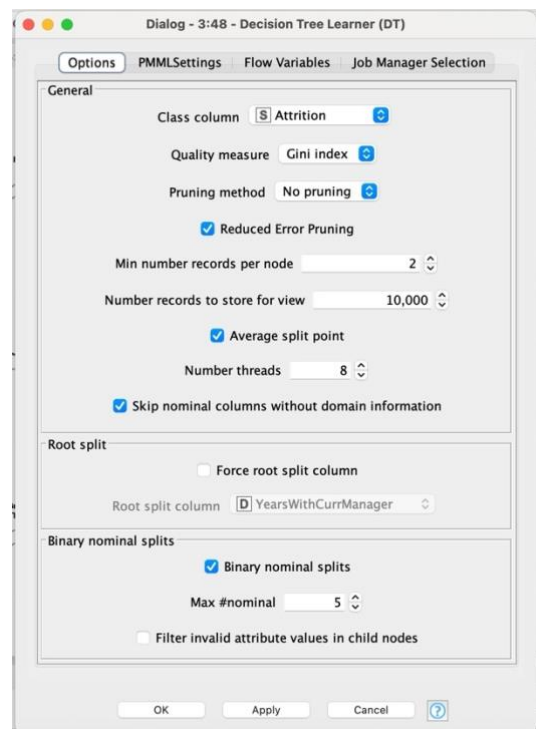 Dialog - 3:48 - Decision Tree Learner (DT)
Options PMMLSettings Flow Variables Job Manager Selection
General
Class column S Attrition
Quality measure Gini index
Pruning method No pruning
Reduced Error Pruning
Min number records per node 2
Number records to store for view 10,000
Average split point
Number threads 8
Skip nominal columns without domain information
Root split
Force root split column
Root split column D YearsWithCurrManager
Binary nominal splits
Binary nominal splits
Max #nominal 5
Filter invalid attribute values in child nodes
OK Apply Cancel ?